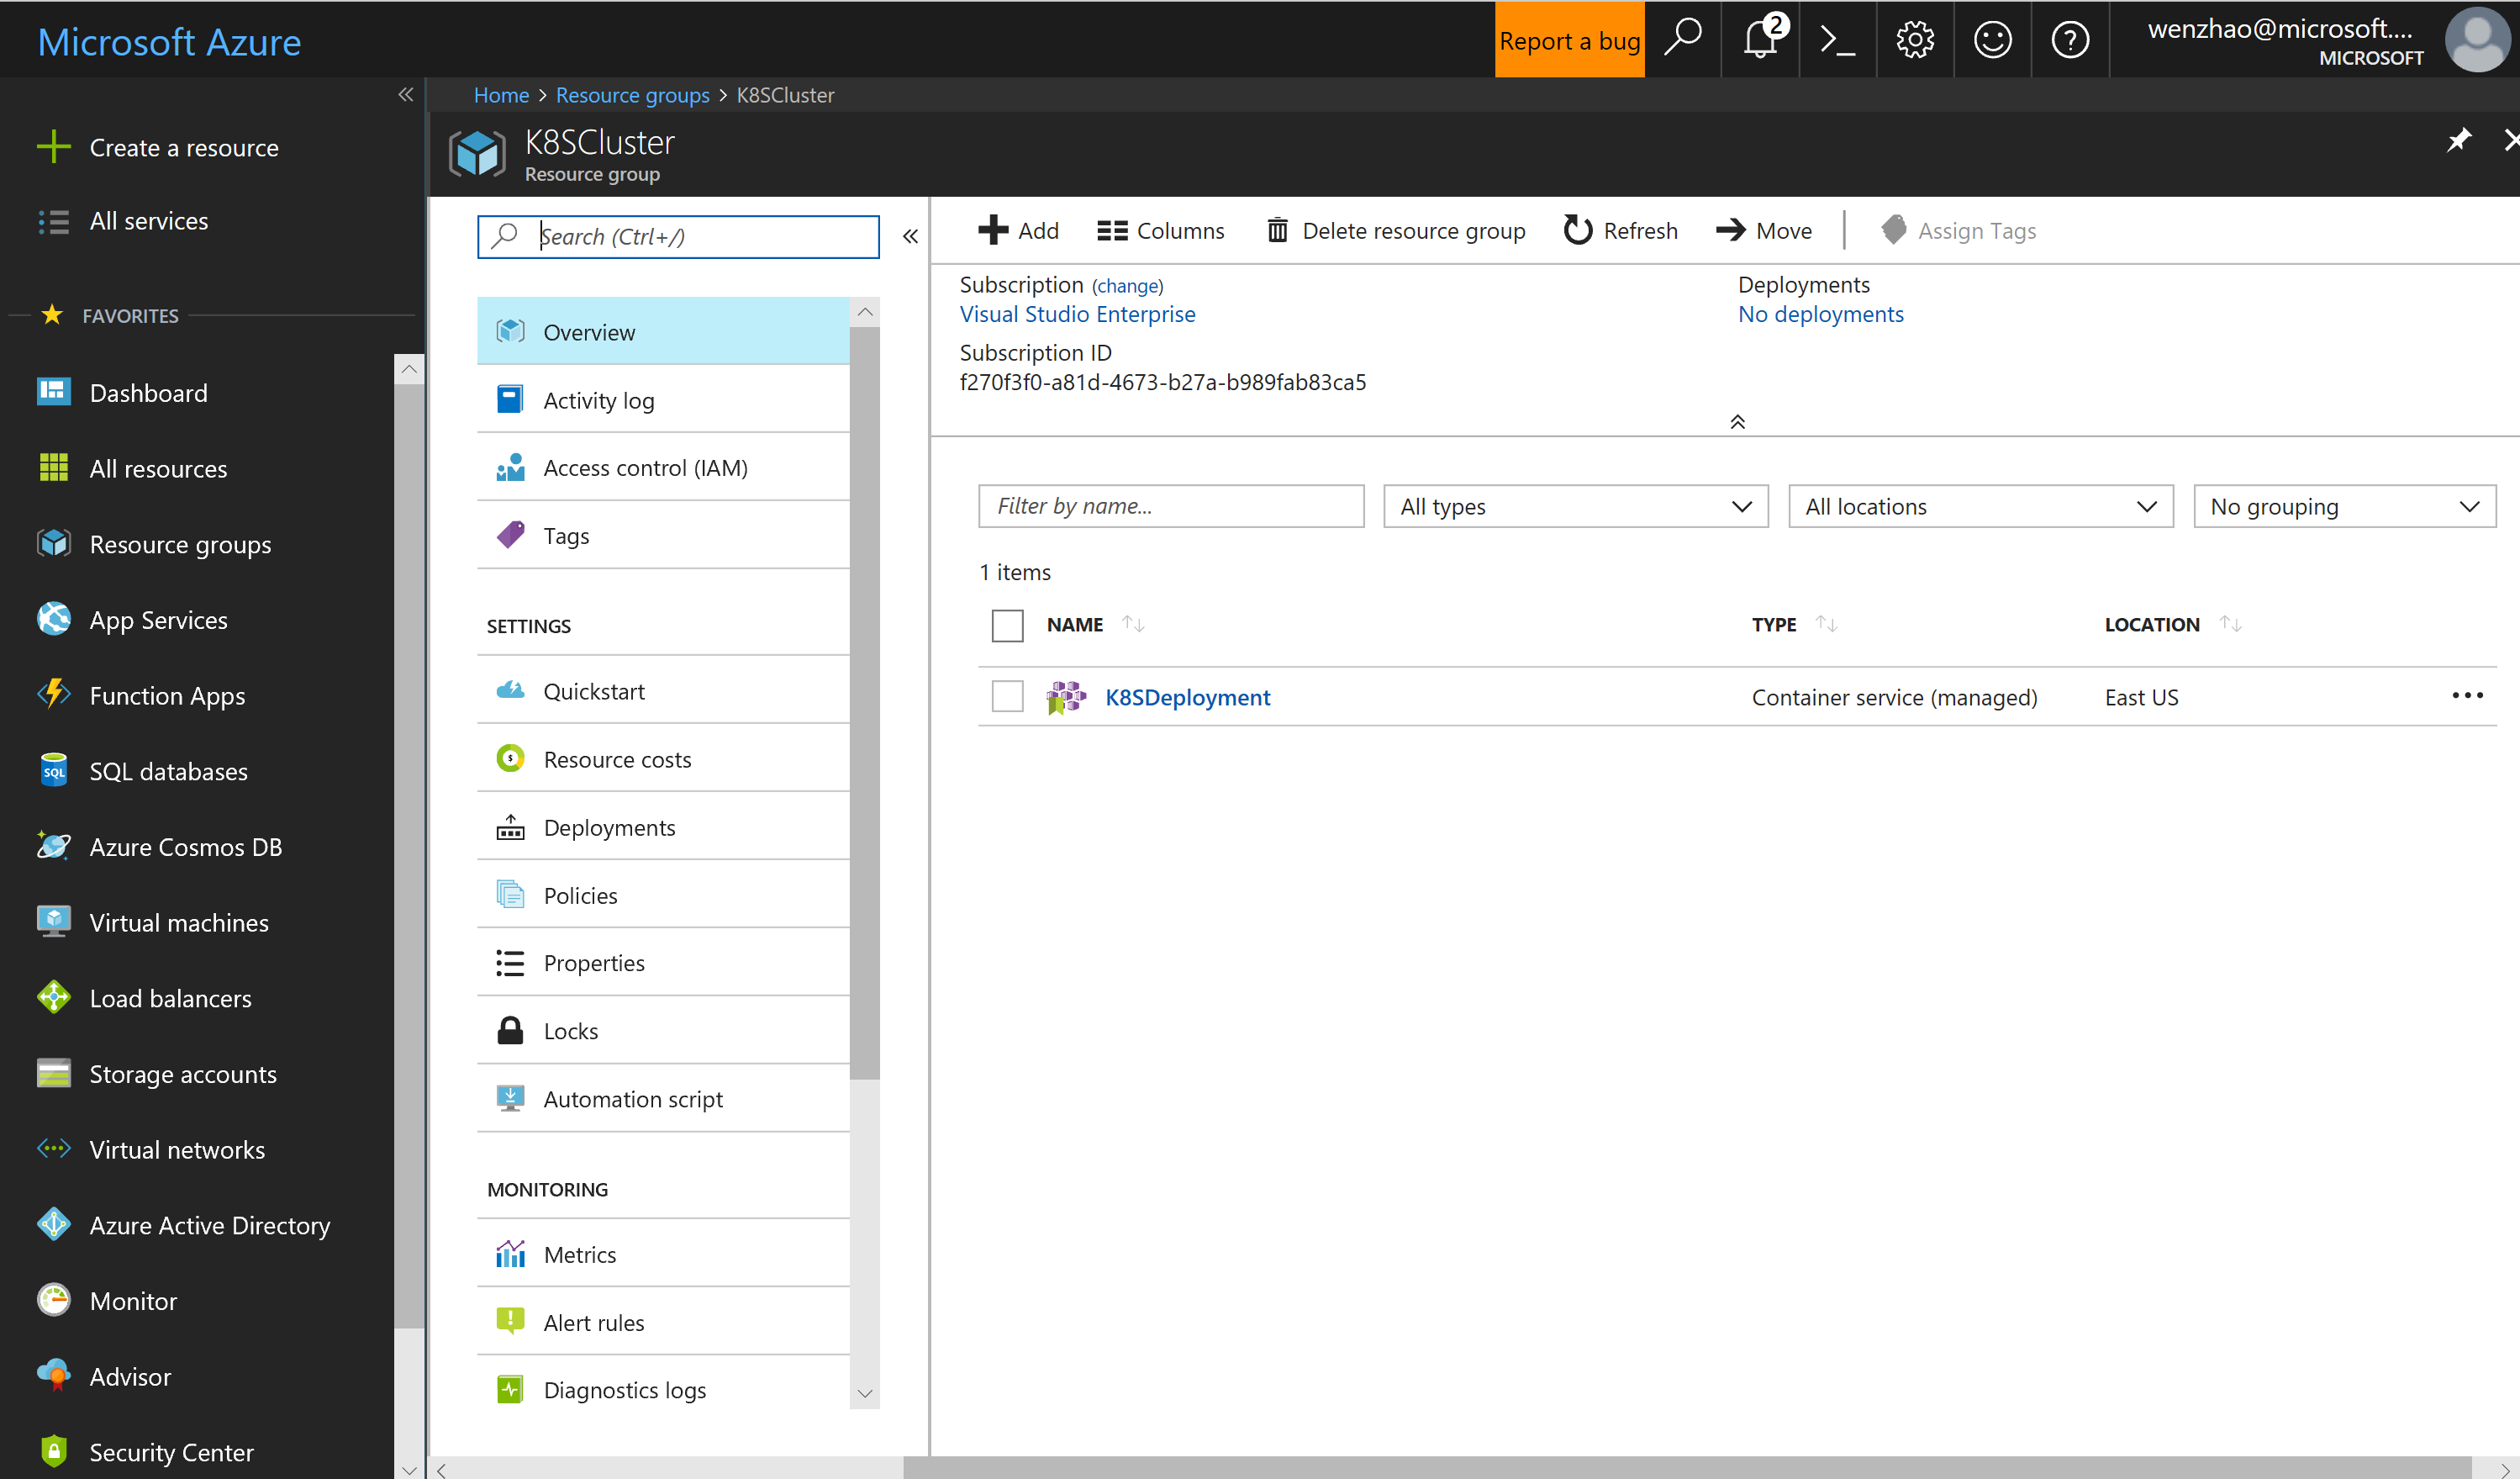 Microsoft Azure
Report a bug
2
wenzhao@microsoft....
MICROSOFT
Home > Resource groups > K8SCluster
K8SCluster
Resource group
Create a resource
All services
FAVORITES
Dashboard
All resources
Resource groups
App Services
Function Apps
SQL
SQL databases
Azure Cosmos DB
Virtual machines
Load balancers
Storage accounts
Virtual networks
Azure Active Directory
Monitor
Advisor
Security Center
Search (Ctrl+/)
Overview
Activity log
Access control (IAM)
Tags
SETTINGS
Quickstart
Resource costs
Deployments
Policies
Properties
Locks
Automation script
MONITORING
Metrics
Alert rules
Diagnostics logs
Add Columns Delete resource group Refresh Move Assign Tags
Subscription (change)
Visual Studio Enterprise
Subscription ID
f270f3f0-a81d-4673-b27a-b989fab83ca5
Deployments
No deployments
Filter by name... All types All locations No grouping
1 items
NAME TYPE LOCATION
K8SDeployment Container service (managed) East US